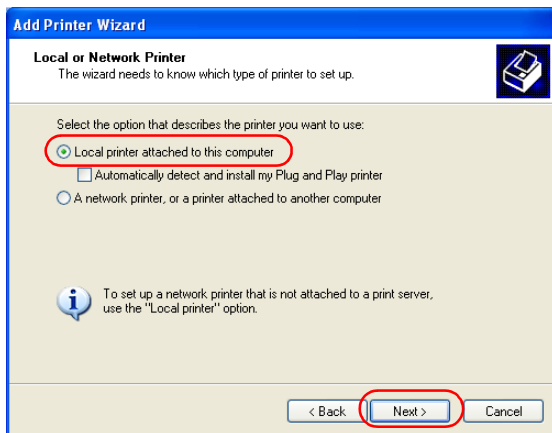 Add Printer Wizard
Local or Network Printer
The wizard needs to know which type of printer to set up.
Select the option that describes the printer you want to use:
Local printer attached to this computer
Automatically detect and install my Plug and Play printer
A network printer, or a printer attached to another computer
To set up a network printer that is not attached to a print server,
use the "Local printer" option.
< Back
Next >
Cancel